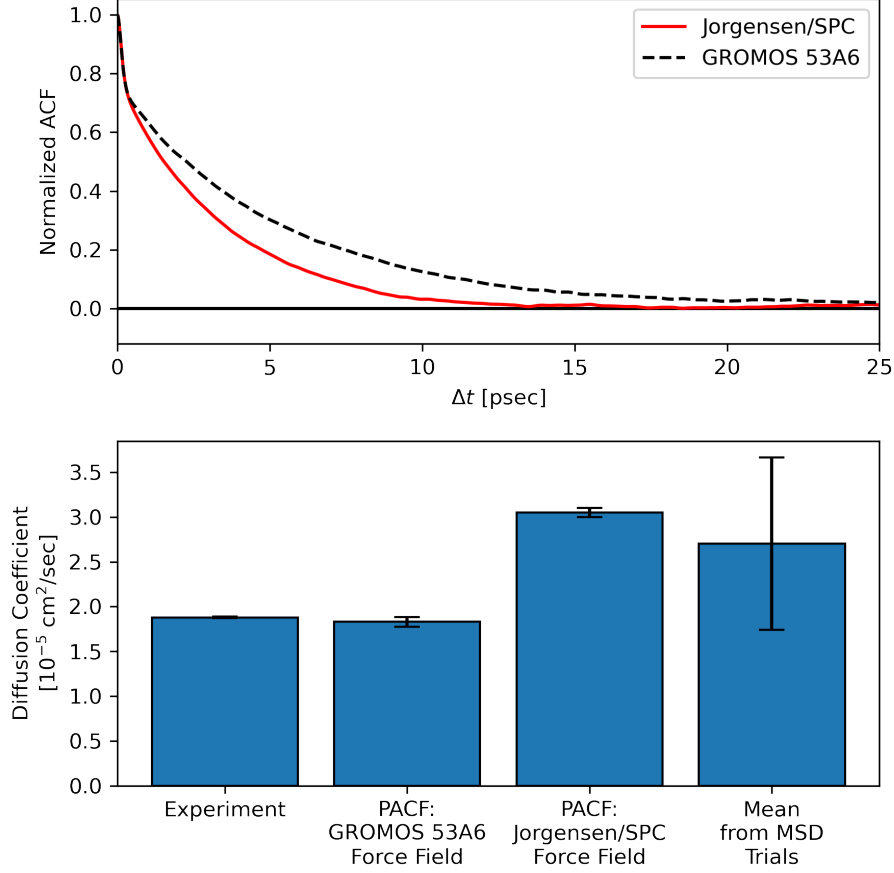 1.0
0.8
0.6
0.4
0.2
0.0
Normalized ACF
Jorgensen/SPC
GROMOS 53A6
0 5 10 15 20 25
Δt [psec]
3.5
3.0
2.5
2.0
1.5
1.0
0.5
0.0
Diffusion Coefficient
[10⁻⁵ cm²/sec]
Experiment
PACF:
GROMOS 53A6
Force Field
PACF:
Jorgensen/SPC
Force Field
Mean
from MSD
Trials